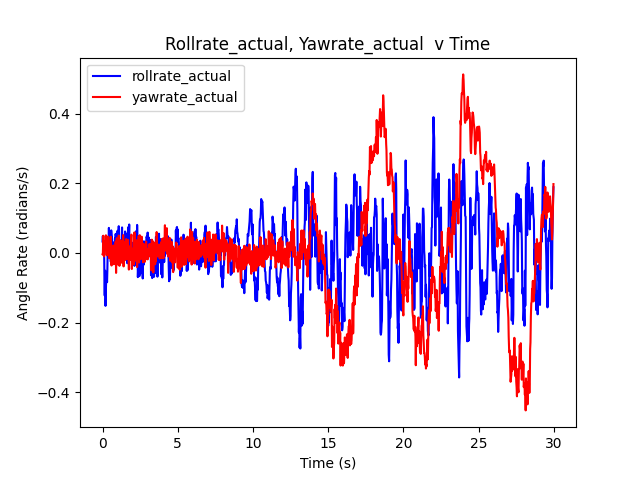 Rollrate_actual, Yawrate_actual  v Time
rollrate_actual
yawrate_actual
Angle Rate (radians/s)
0.4
0.2
0.0
−0.2
−0.4
0 5 10 15 20 25 30
Time (s)